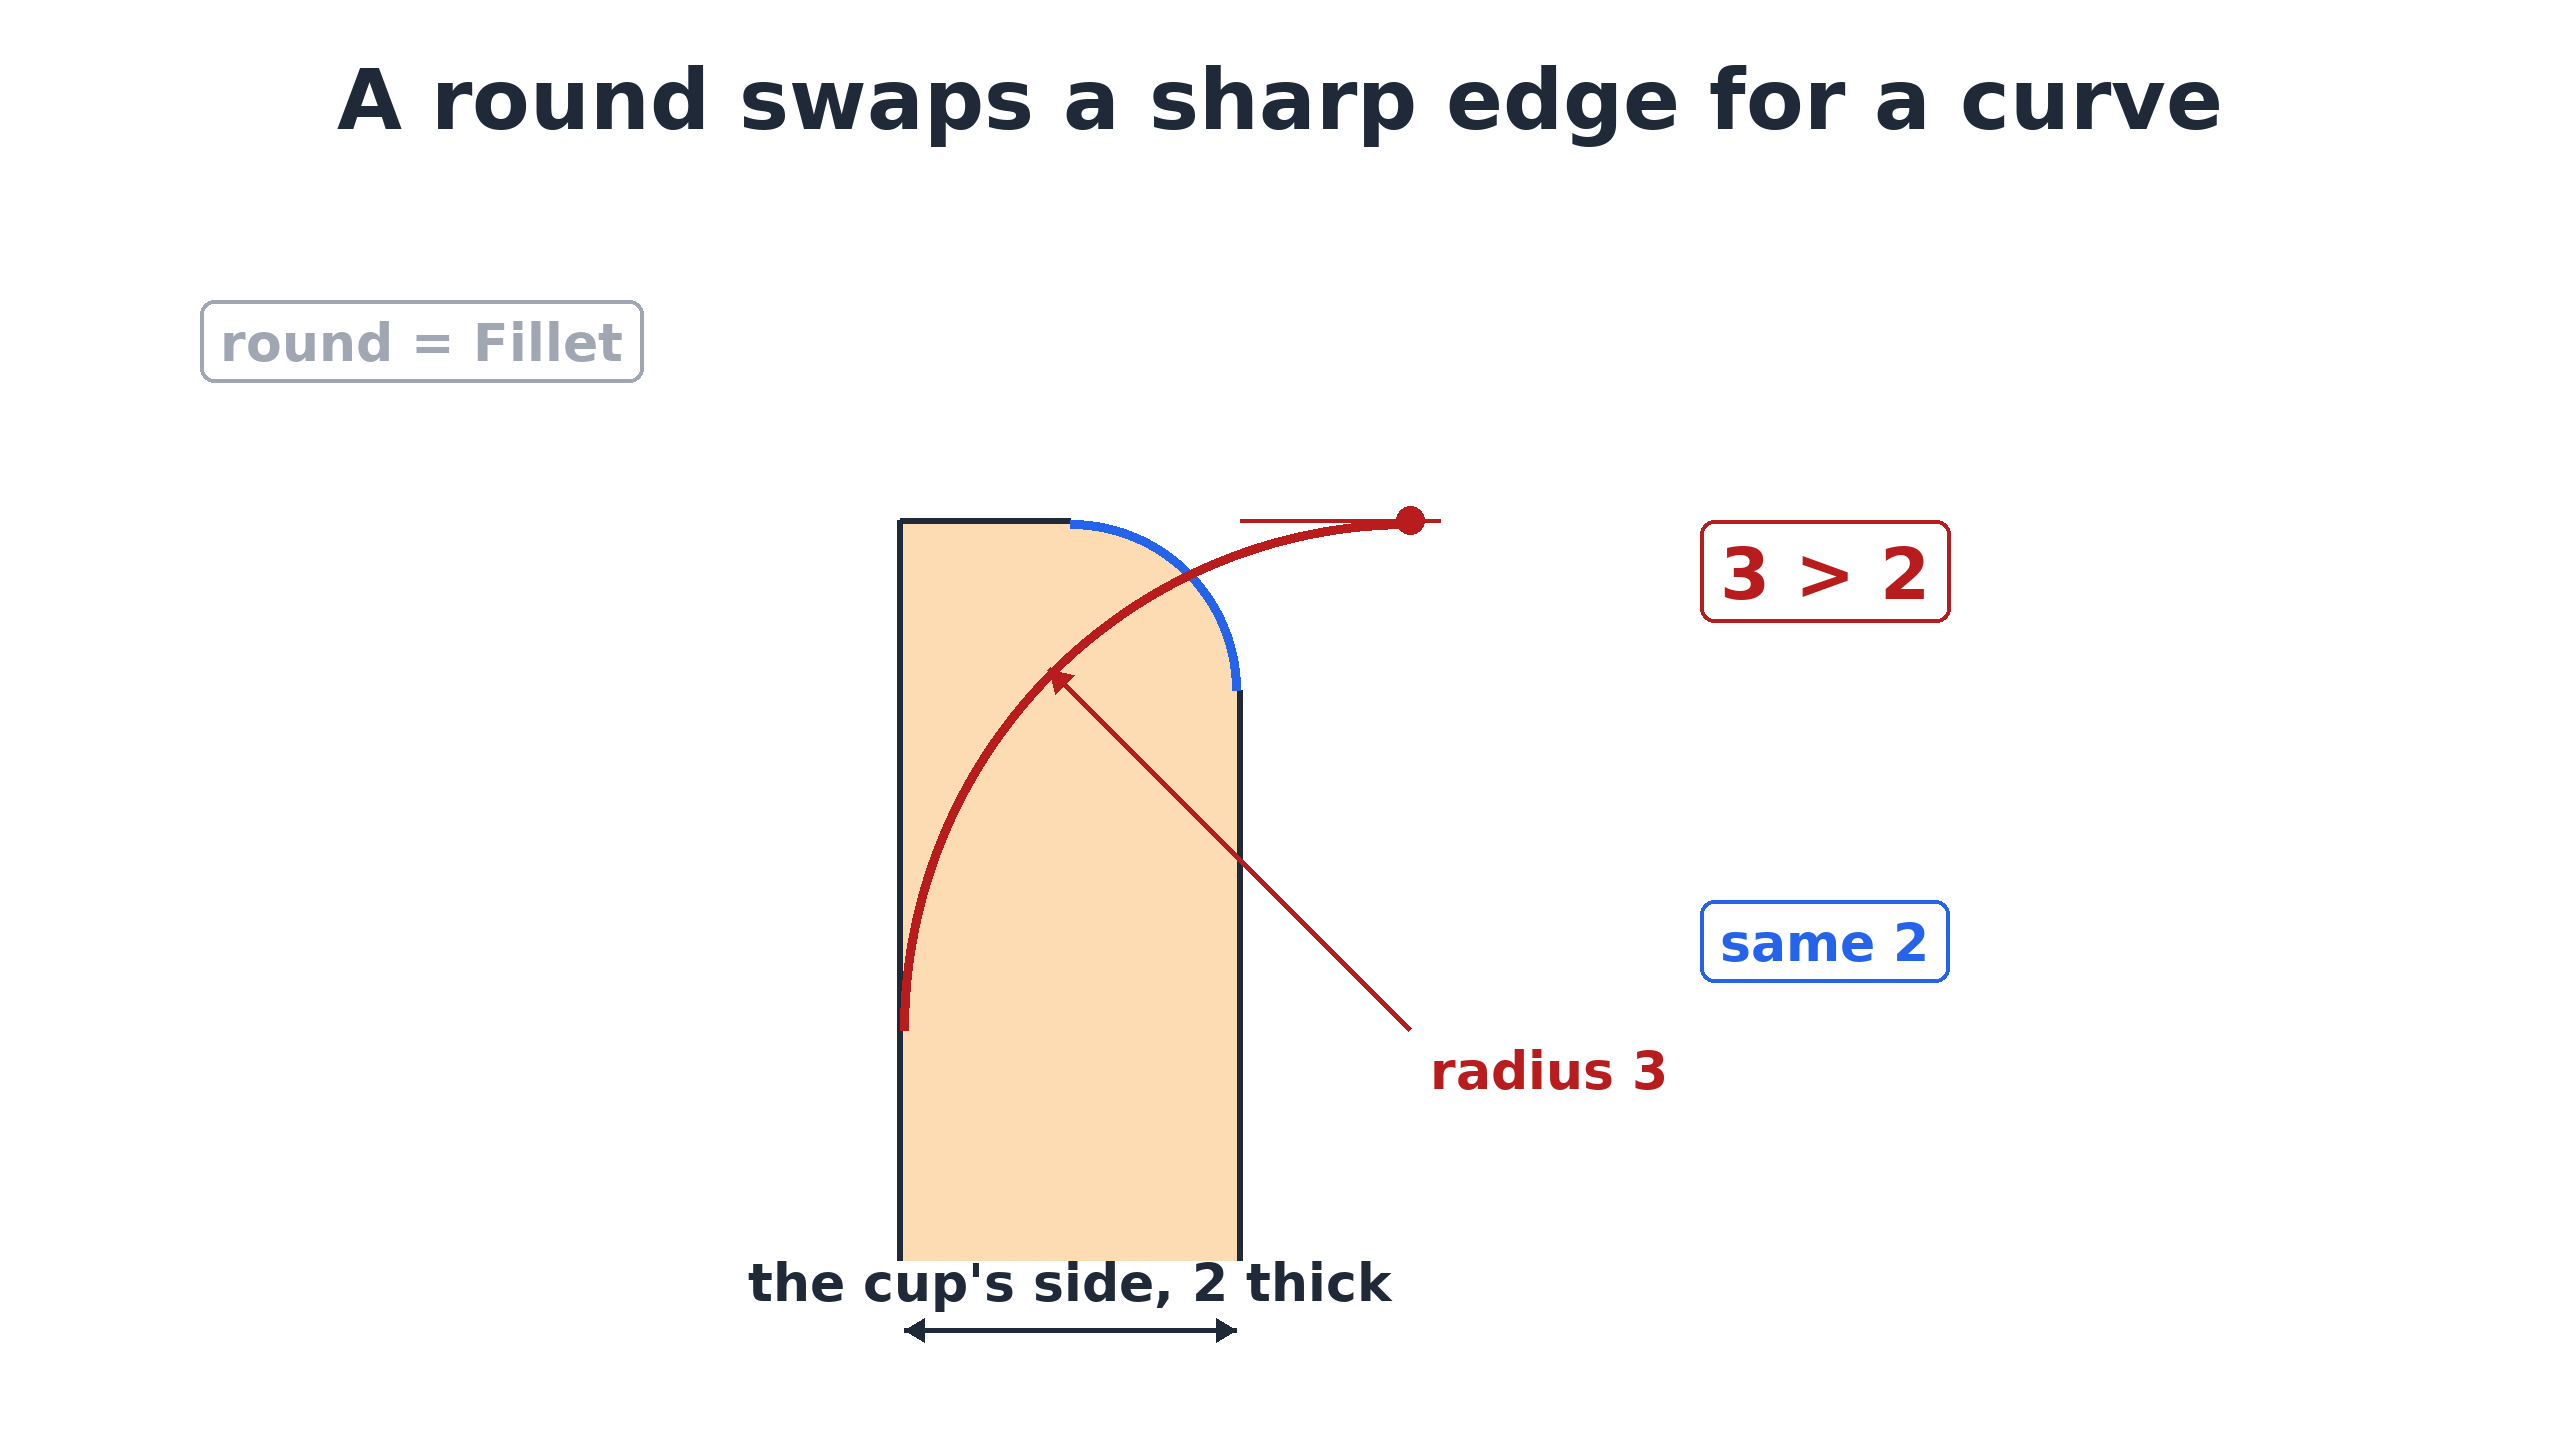 A round swaps a sharp edge for a curve
round = Fillet
3 > 2
same 2
radius 3
the cup's side, 2 thick